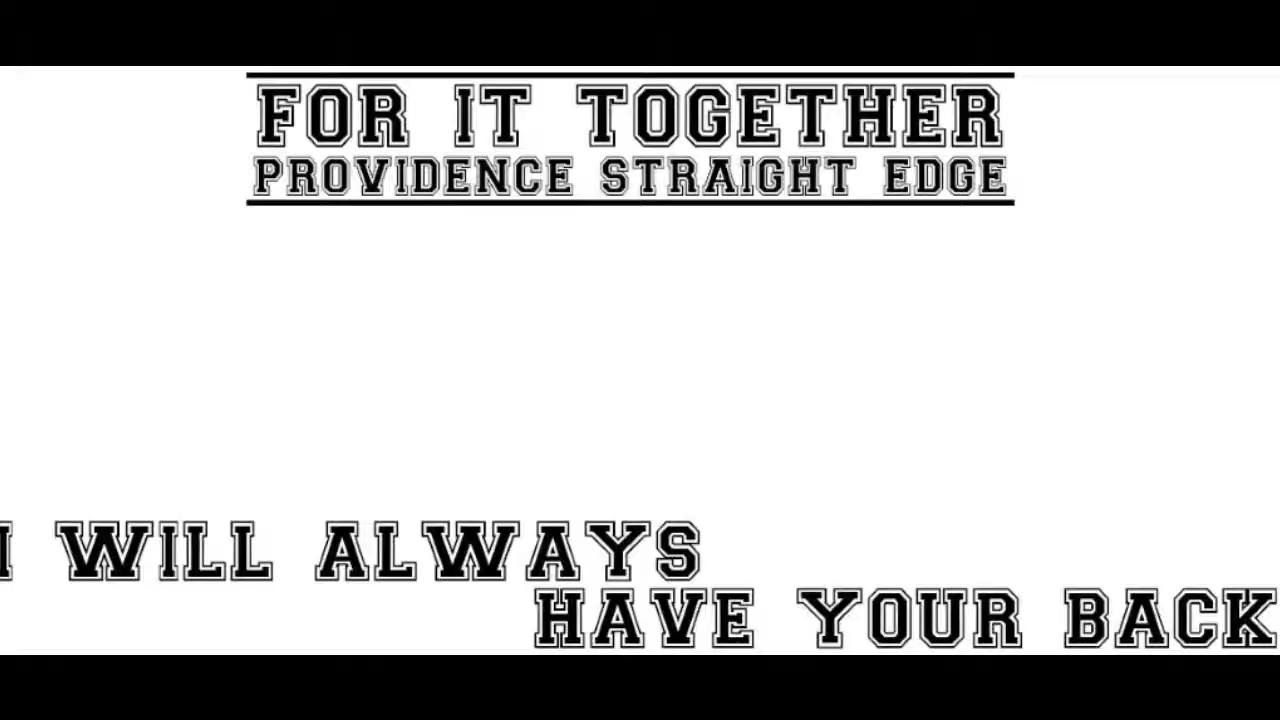 FOR IT TOGETHER
PROVIDENCE STRAIGHT EDGE
I WILL ALWAYS
HAVE YOUR BACK